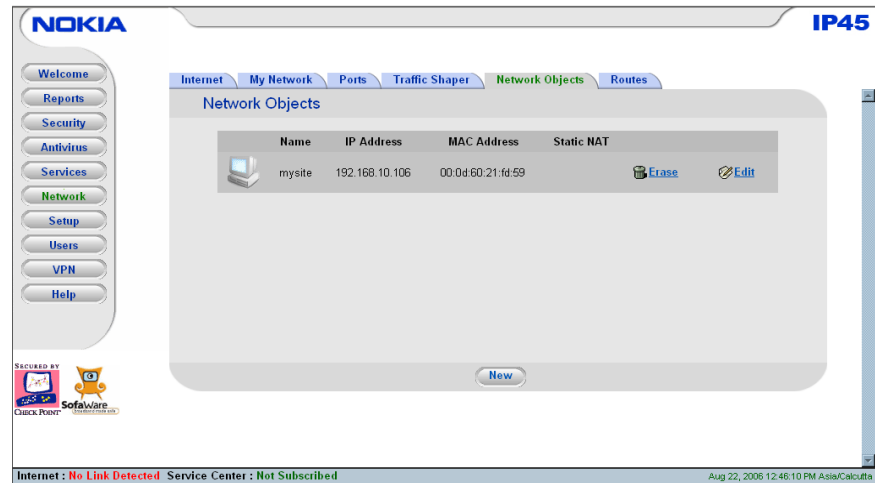 NOKIA
IP45
Welcome
Reports
Security
Antivirus
Services
Network
Setup
Users
VPN
Help
Internet My Network Ports Traffic Shaper Network Objects Routes
Network Objects
Name IP Address MAC Address Static NAT
mysite 192.168.10.106 00:0d:60:21:fd:59 Erase Edit
New
SECURED BY
CHECK POINT
SofaWare
Internet : No Link Detected Service Center : Not Subscribed
Aug 22, 2006 12:46:10 PM Asia/Calcutta